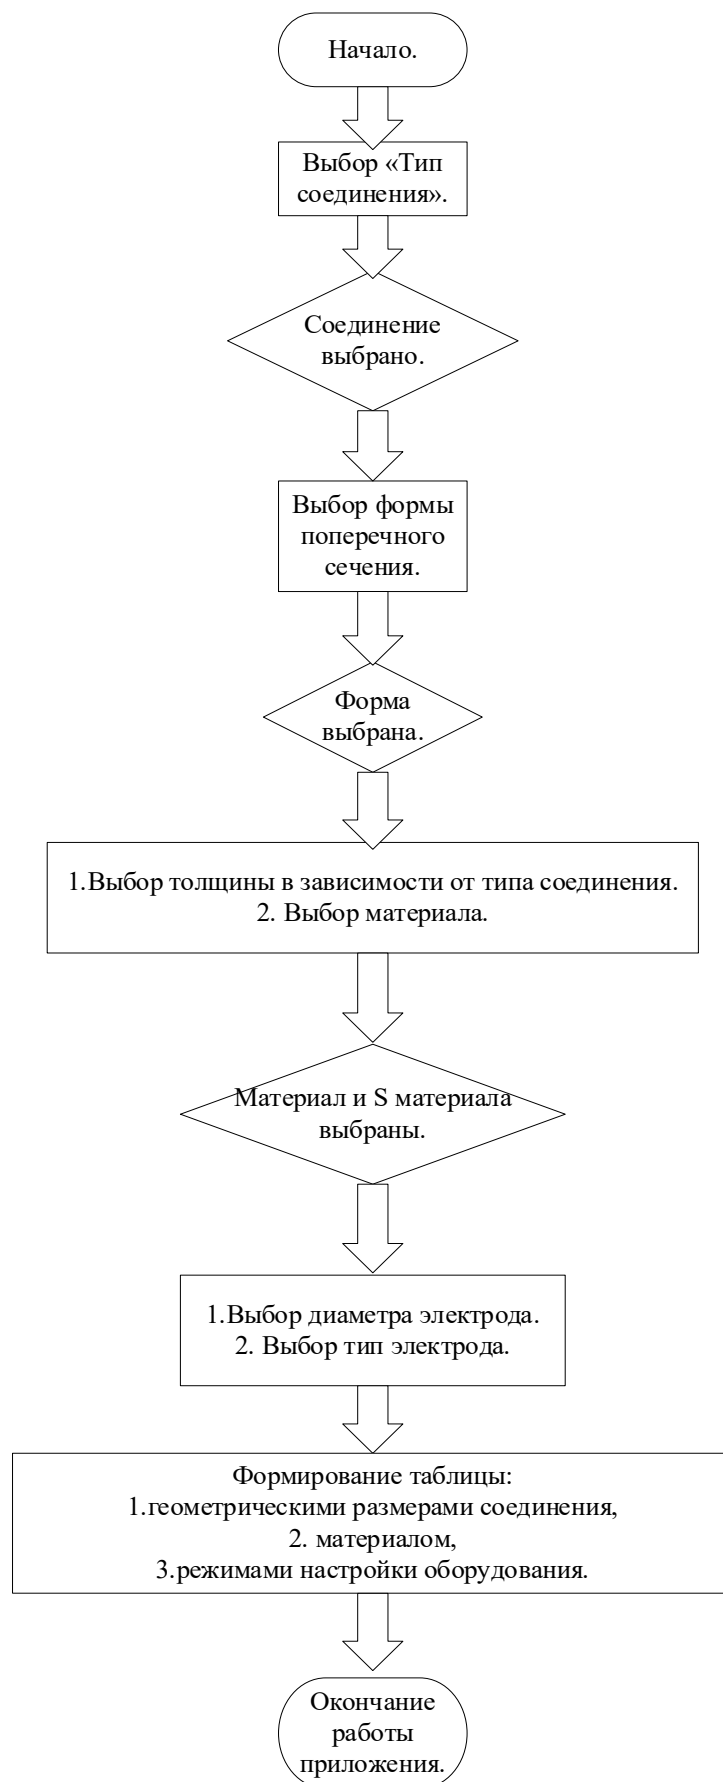 Начало.
Выбор «Тип
соединения».
Соединение
выбрано.
Выбор формы
поперечного
сечения.
Форма
выбрана.
1.Выбор толщины в зависимости от типа соединения.
2. Выбор материала.
Материал и S материала
выбраны.
1.Выбор диаметра электрода.
2. Выбор тип электрода.
Формирование таблицы:
1.геометрическими размерами соединения,
2. материалом,
3.режимами настройки оборудования.
Окончание
работы
приложения.